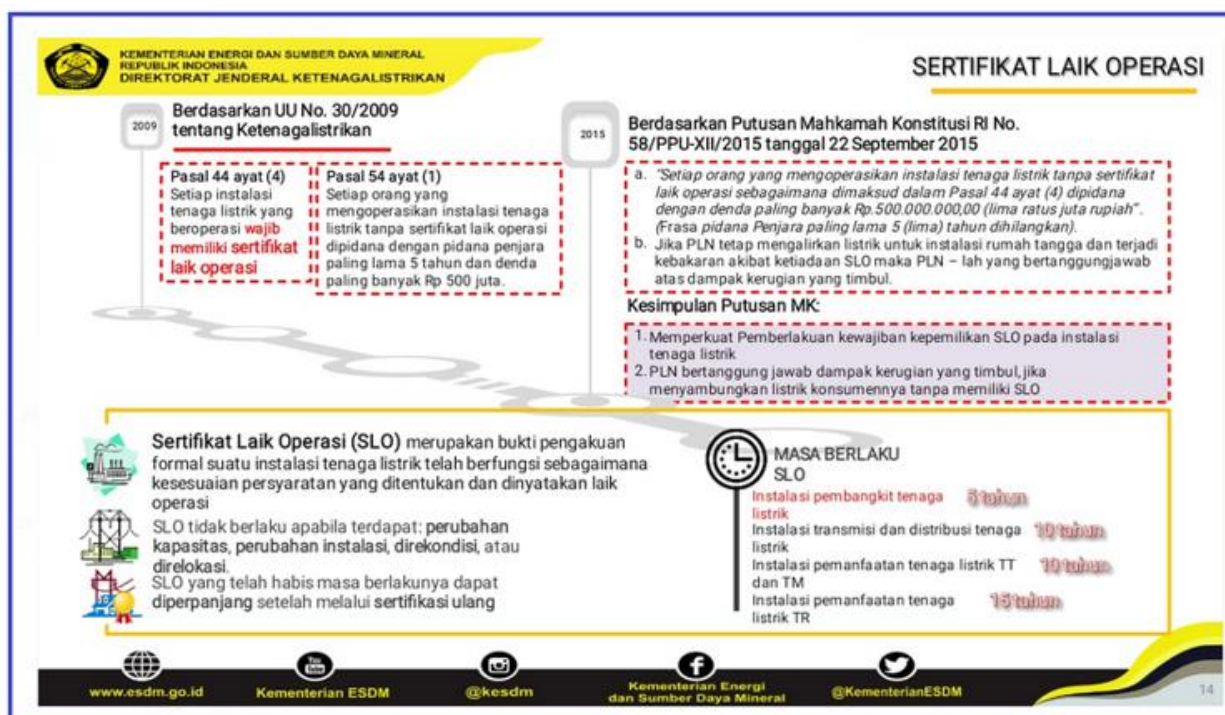 KEMENTERIAN ENERGI DAN SUMBER DAYA MINERAL
REPUBLIK INDONESIA
DIREKTORAT JENDERAL KETENAGALISTRIKAN
SERTIFIKAT LAIK OPERASI
2009
Berdasarkan UU No. 30/2009
tentang Ketenagalistrikan
Pasal 44 ayat (4)
Setiap instalasi
tenaga listrik yang
beroperasi wajib
memiliki sertifikat
laik operasi
Pasal 54 ayat (1)
Setiap orang yang
mengoperasikan instalasi tenaga
listrik tanpa sertifikat laik operasi
dipidana dengan pidana penjara
paling lama 5 tahun dan denda
paling banyak Rp 500 juta.
2015
Berdasarkan Putusan Mahkamah Konstitusi RI No.
58/PPU-XII/2015 tanggal 22 September 2015
a. "Setiap orang yang mengoperasikan instalasi tenaga listrik tanpa sertifikat
laik operasi sebagaimana dimaksud dalam Pasal 44 ayat (4) dipidana
dengan denda paling banyak Rp.500.000.000,00 (lima ratus juta rupiah".
(Frasa pidana Penjara paling lama 5 (lima) tahun dihilangkan).
b. Jika PLN tetap mengalirkan listrik untuk instalasi rumah tangga dan terjadi
kebakaran akibat ketiadaan SLO maka PLN – lah yang bertanggungjawab
atas dampak kerugian yang timbul.
Kesimpulan Putusan MK:
1. Memperkuat Pemberlakuan kewajiban kepemilikan SLO pada instalasi
tenaga listrik
2. PLN bertanggung jawab dampak kerugian yang timbul, jika
menyambungkan listrik konsumennya tanpa memiliki SLO
Sertifikat Laik Operasi (SLO) merupakan bukti pengakuan
formal suatu instalasi tenaga listrik telah berfungsi sebagaimana
kesesuaian persyaratan yang ditentukan dan dinyatakan laik
operasi
SLO tidak berlaku apabila terdapat: perubahan
kapasitas, perubahan instalasi, direkondisi, atau
direlokasi.
SLO yang telah habis masa berlakunya dapat
diperpanjang setelah melalui sertifikasi ulang
MASA BERLAKU
SLO
Instalasi pembangkit tenaga 5 tahun
listrik
Instalasi transmisi dan distribusi tenaga 10 tahun
listrik
Instalasi pemanfaatan tenaga listrik TT 10 tahun
dan TM
Instalasi pemanfaatan tenaga 15 tahun
listrik TR
www.esdm.go.id
You Tube
Kementerian ESDM
@kesdm
Kementerian Energi
dan Sumber Daya Mineral
@KementerianESDM
14